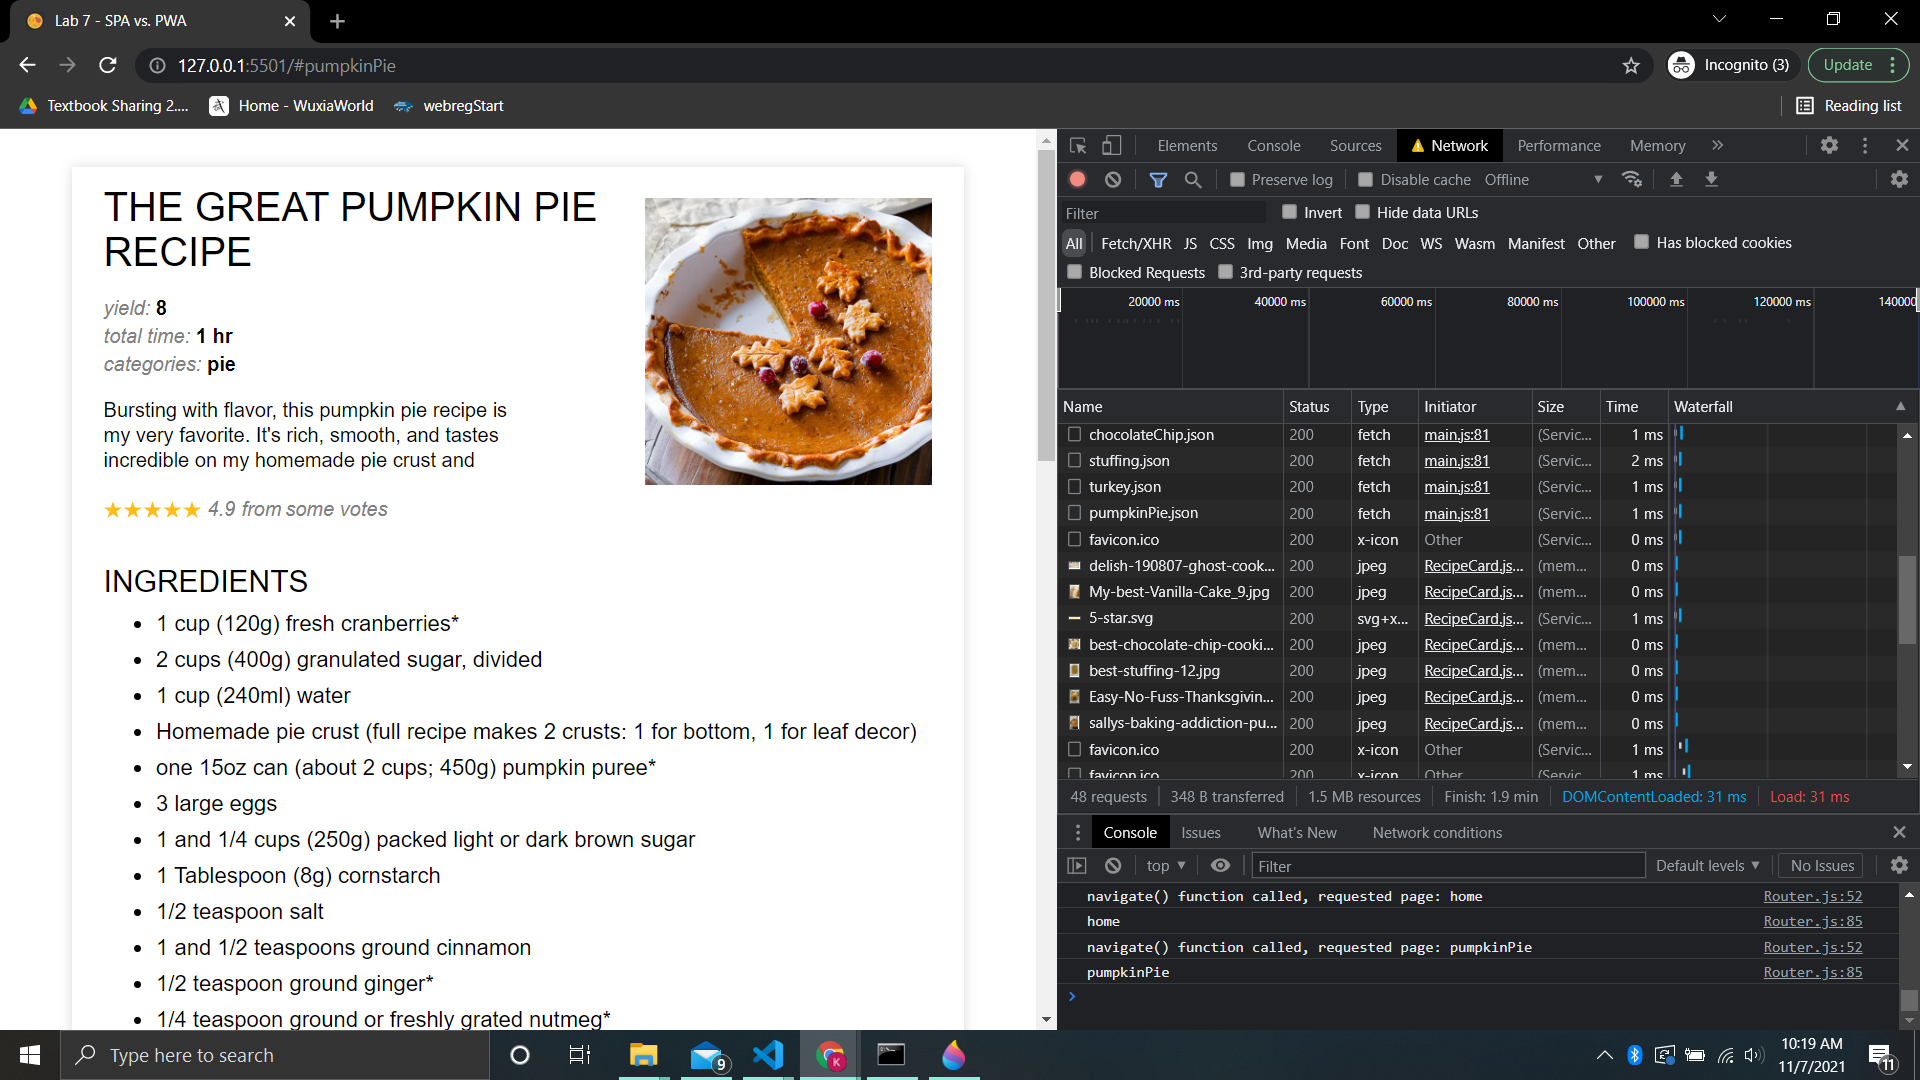 Lab 7 - SPA vs. PWA
127.0.0.1:5501/#pumpkinPie
Incognito (3)
Update
Textbook Sharing 2....
Home - WuxiaWorld
webregStart
Reading list
THE GREAT PUMPKIN PIE
RECIPE
yield: 8
total time: 1 hr
categories: pie
Bursting with flavor, this pumpkin pie recipe is
my very favorite. It's rich, smooth, and tastes
incredible on my homemade pie crust and
4.9 from some votes
INGREDIENTS
• 1 cup (120g) fresh cranberries*
• 2 cups (400g) granulated sugar, divided
• 1 cup (240ml) water
• Homemade pie crust (full recipe makes 2 crusts: 1 for bottom, 1 for leaf decor)
• one 15oz can (about 2 cups; 450g) pumpkin puree*
• 3 large eggs
• 1 and 1/4 cups (250g) packed light or dark brown sugar
• 1 Tablespoon (8g) cornstarch
• 1/2 teaspoon salt
• 1 and 1/2 teaspoons ground cinnamon
• 1/2 teaspoon ground ginger*
• 1/4 teaspoon ground or freshly grated nutmeg*
Elements Console Sources Network Performance Memory
Preserve log Disable cache Offline
Filter Invert Hide data URLs
All Fetch/XHR JS CSS Img Media Font Doc WS Wasm Manifest Other Has blocked cookies
Blocked Requests 3rd-party requests
20000 ms 40000 ms 60000 ms 80000 ms 100000 ms 120000 ms 140000
Name Status Type Initiator Size Time Waterfall
chocolateChip.json 200 fetch main.js:81 (Servic... 1 ms
stuffing.json 200 fetch main.js:81 (Servic... 2 ms
turkey.json 200 fetch main.js:81 (Servic... 1 ms
pumpkinPie.json 200 fetch main.js:81 (Servic... 1 ms
favicon.ico 200 x-icon Other (Servic... 0 ms
delish-190807-ghost-cook... 200 jpeg RecipeCard.js... (mem... 0 ms
My-best-Vanilla-Cake_9.jpg 200 jpeg RecipeCard.js... (mem... 0 ms
5-star.svg 200 svg+x... RecipeCard.js... (Servic... 1 ms
best-chocolate-chip-cooki... 200 jpeg RecipeCard.js... (mem... 0 ms
best-stuffing-12.jpg 200 jpeg RecipeCard.js... (mem... 0 ms
Easy-No-Fuss-Thanksgivin... 200 jpeg RecipeCard.js... (mem... 0 ms
sallys-baking-addiction-pu... 200 jpeg RecipeCard.js... (mem... 0 ms
favicon.ico 200 x-icon Other (Servic... 1 ms
favicon.ico 200 x-icon Other (Servic... 1 ms
48 requests 348 B transferred 1.5 MB resources Finish: 1.9 min DOMContentLoaded: 31 ms Load: 31 ms
Console Issues What's New Network conditions
top Filter Default levels No Issues
navigate() function called, requested page: home Router.js:52
home Router.js:85
navigate() function called, requested page: pumpkinPie Router.js:52
pumpkinPie Router.js:85
Type here to search
9
K
10:19 AM
11/7/2021
11